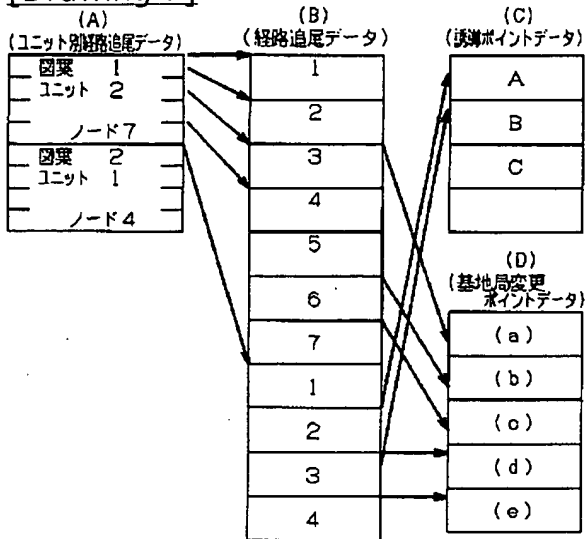 [Drawing 7]
(A)
(ユニット別経路追尾データ)
図葉 1
ユニット 2
ノード7
図葉 2
ユニット 1
ノード4
(B)
(経路追尾データ)
1
2
3
4
5
6
7
1
2
3
4
(C)
(誘導ポイントデータ)
A
B
C
(D)
(基地局変更
ポイントデータ)
(a)
(b)
(c)
(d)
(e)